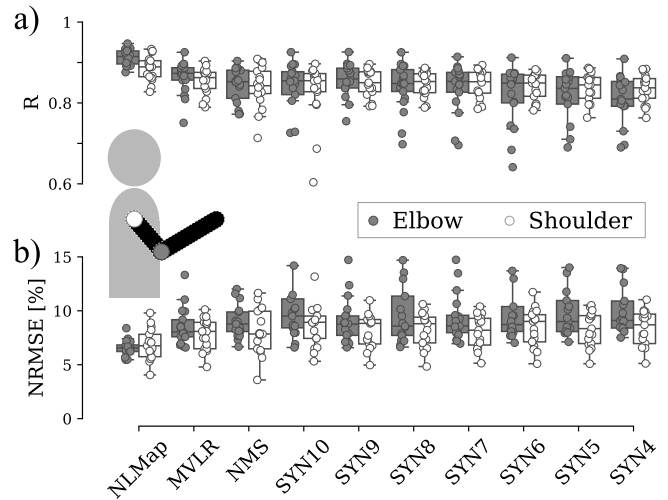 a)
1
0.8
0.6
R
Elbow
Shoulder
b)
15
10
5
0
NRMSE [%]
NLMap
MVLR
NMS
SYN10
SYN9
SYN8
SYN7
SYN6
SYN5
SYN4